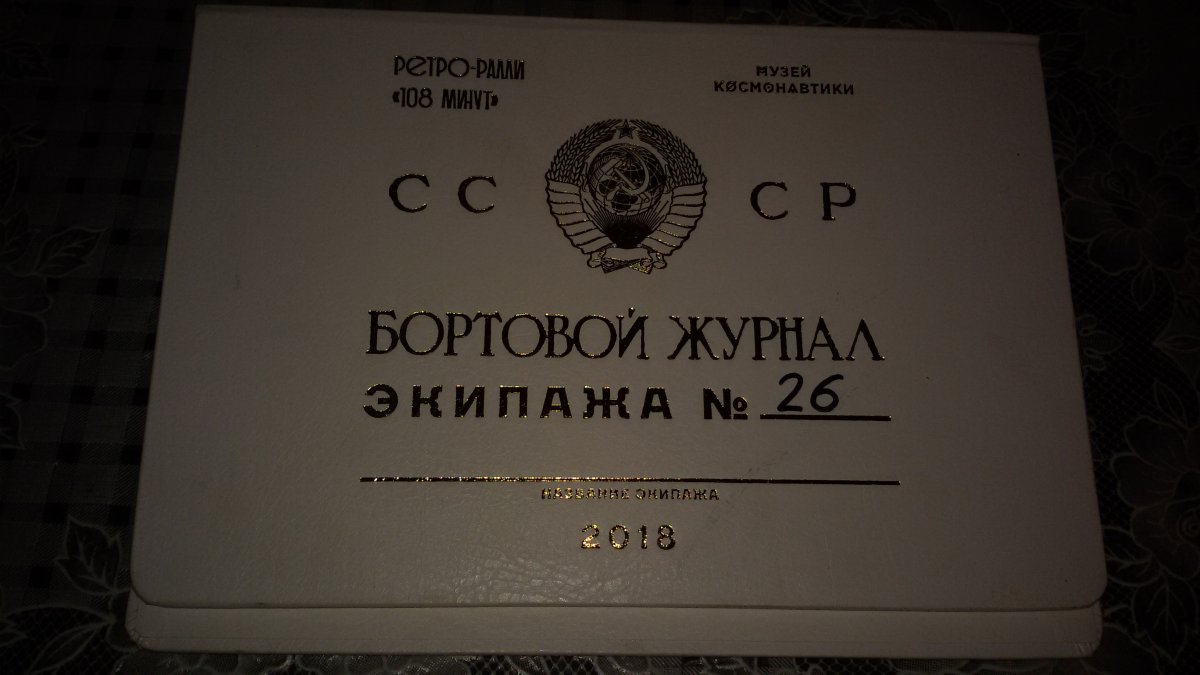 РЕТРО-РАЛЛИ
«108 МИНУТ»
МУЗЕЙ
КОСМОНАВТИКИ
СС СР
БОРТОВОЙ ЖУРНАЛ
ЭКИПАЖА № 26
НАЗВАНИЕ ЭКИПАЖА
2018